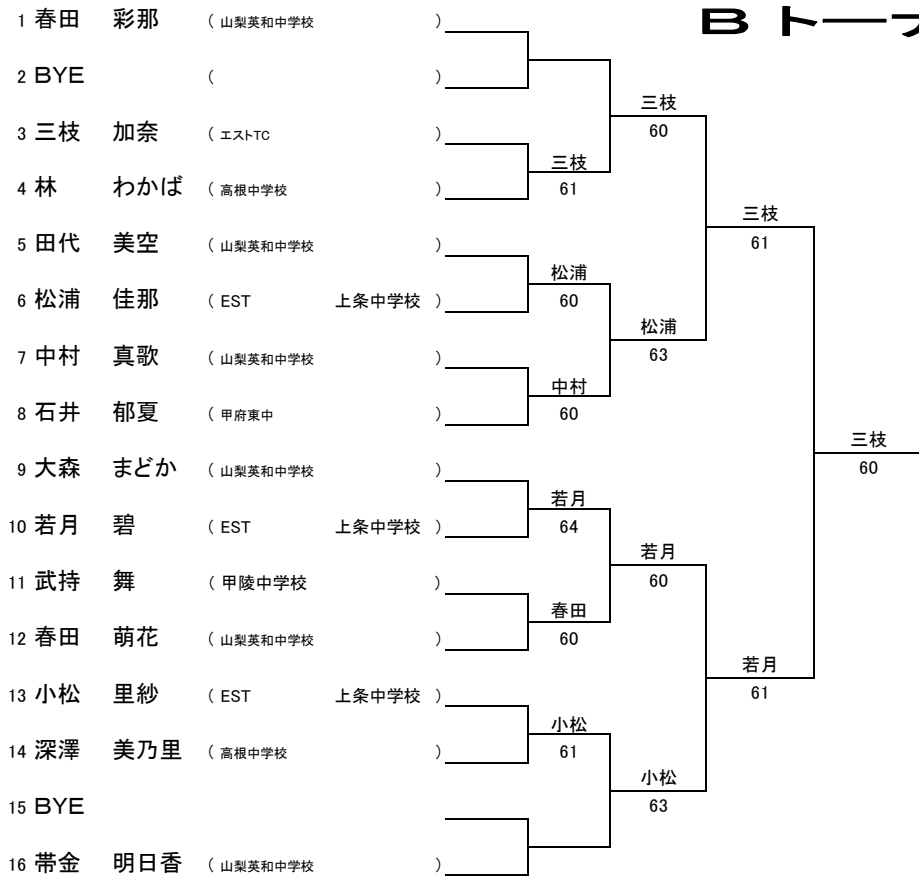 B トーナ
1 春田 彩那 ( 山梨英和中学校 )
2 BYE ( )
三枝
60
3 三枝 加奈 ( エストTC )
三枝
61
4 林 わかば ( 高根中学校 )
三枝
61
5 田代 美空 ( 山梨英和中学校 )
松浦
60
6 松浦 佳那 ( EST 上条中学校 )
松浦
63
7 中村 真歌 ( 山梨英和中学校 )
中村
60
8 石井 郁夏 ( 甲府東中 )
三枝
60
9 大森 まどか ( 山梨英和中学校 )
若月
64
10 若月 碧 ( EST 上条中学校 )
若月
60
11 武持 舞 ( 甲陵中学校 )
春田
60
12 春田 萌花 ( 山梨英和中学校 )
若月
61
13 小松 里紗 ( EST 上条中学校 )
小松
61
14 深澤 美乃里 ( 高根中学校 )
小松
63
15 BYE
16 帯金 明日香 ( 山梨英和中学校 )